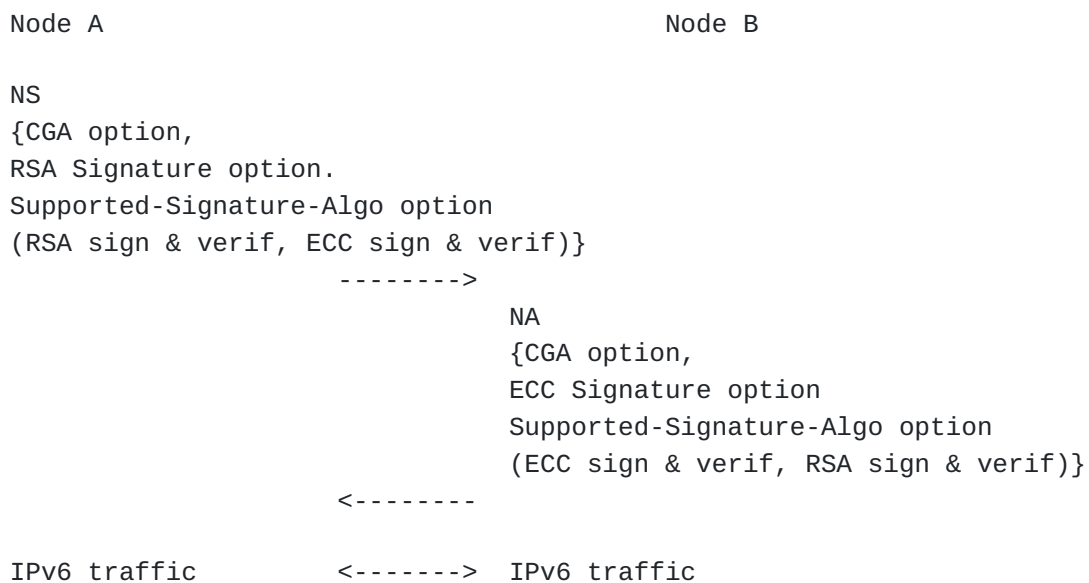 Node A                                 Node B
NS
{CGA option,
RSA Signature option.
Supported-Signature-Algo option
(RSA sign & verif, ECC sign & verif)}
-------->
NA
{CGA option,
ECC Signature option
Supported-Signature-Algo option
(ECC sign & verif, RSA sign & verif)}
<--------
IPv6 traffic        <------->  IPv6 traffic